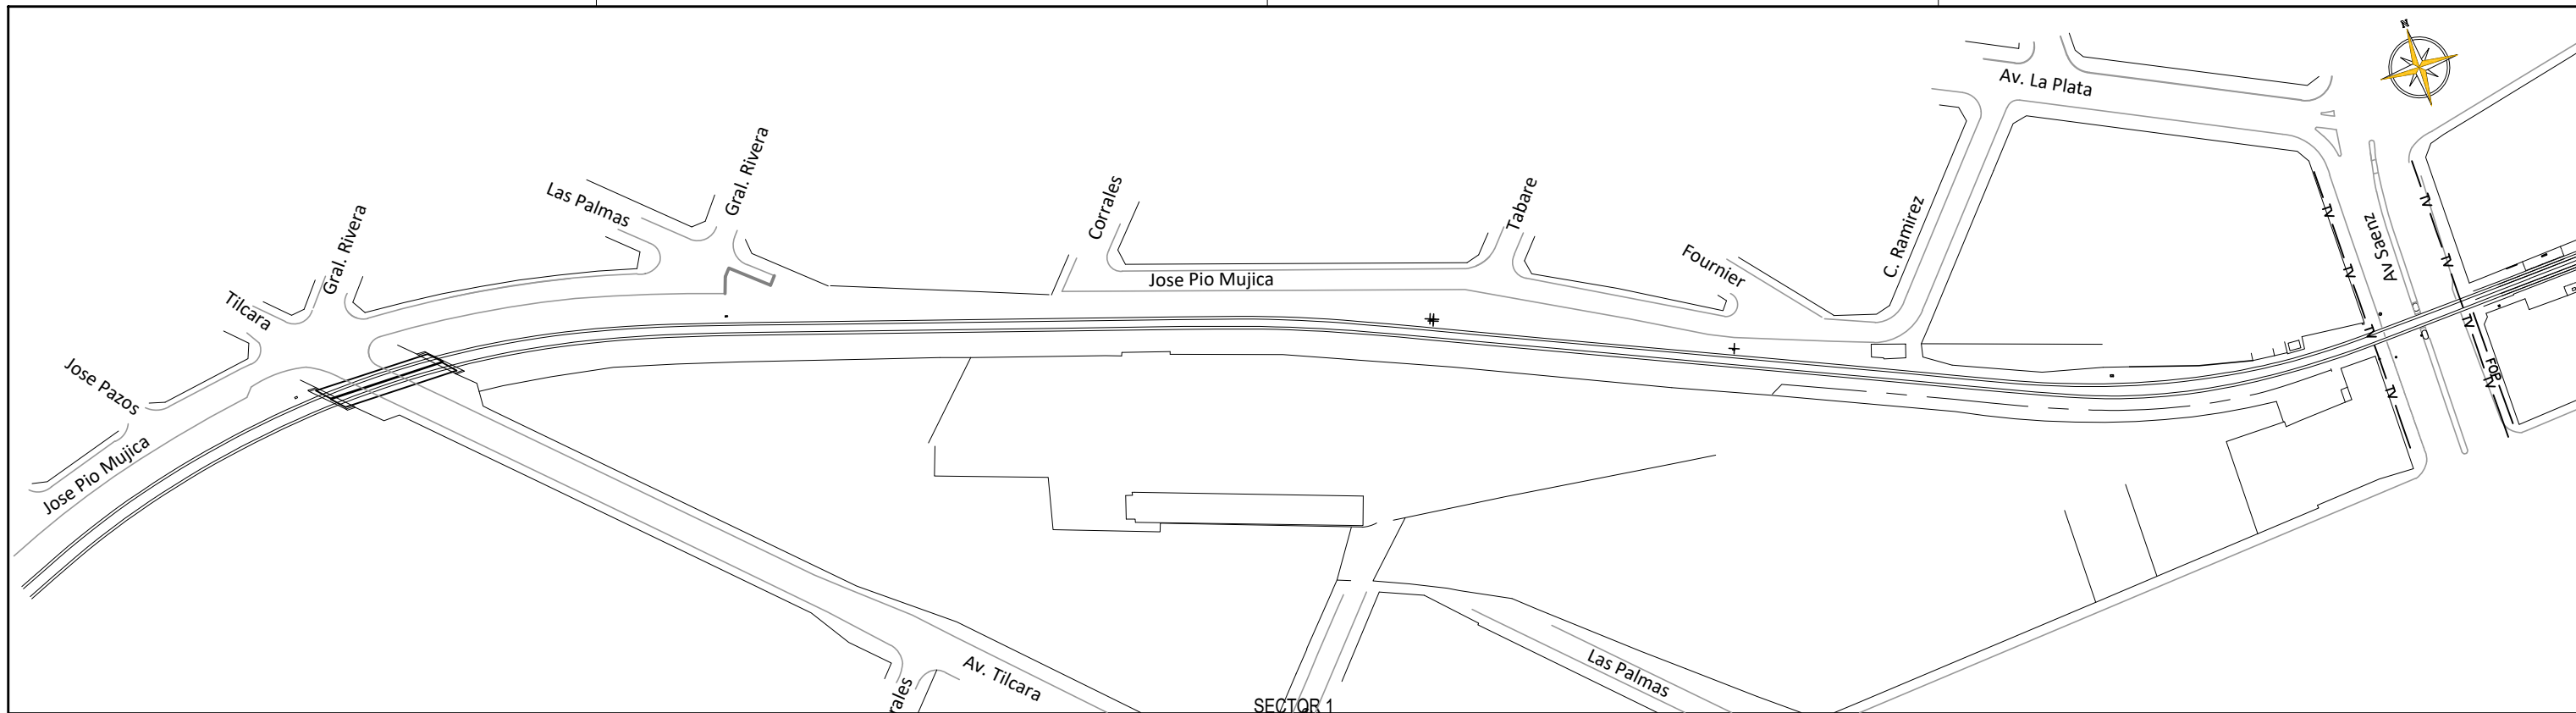 N
Av. La Plata
Gral. Rivera
Las Palmas
Corrales
Tabare
Gral. Rivera
C. Ramirez
TV
TV
Av Saenz
Fournier
Jose Pio Mujica
TV
TV
Tilcara
TV
TV
Jose Pazos
Fop
TV
TV
Jose Pio Mujica
Av. Tilcara
Las Palmas
rales
SECTOR 1